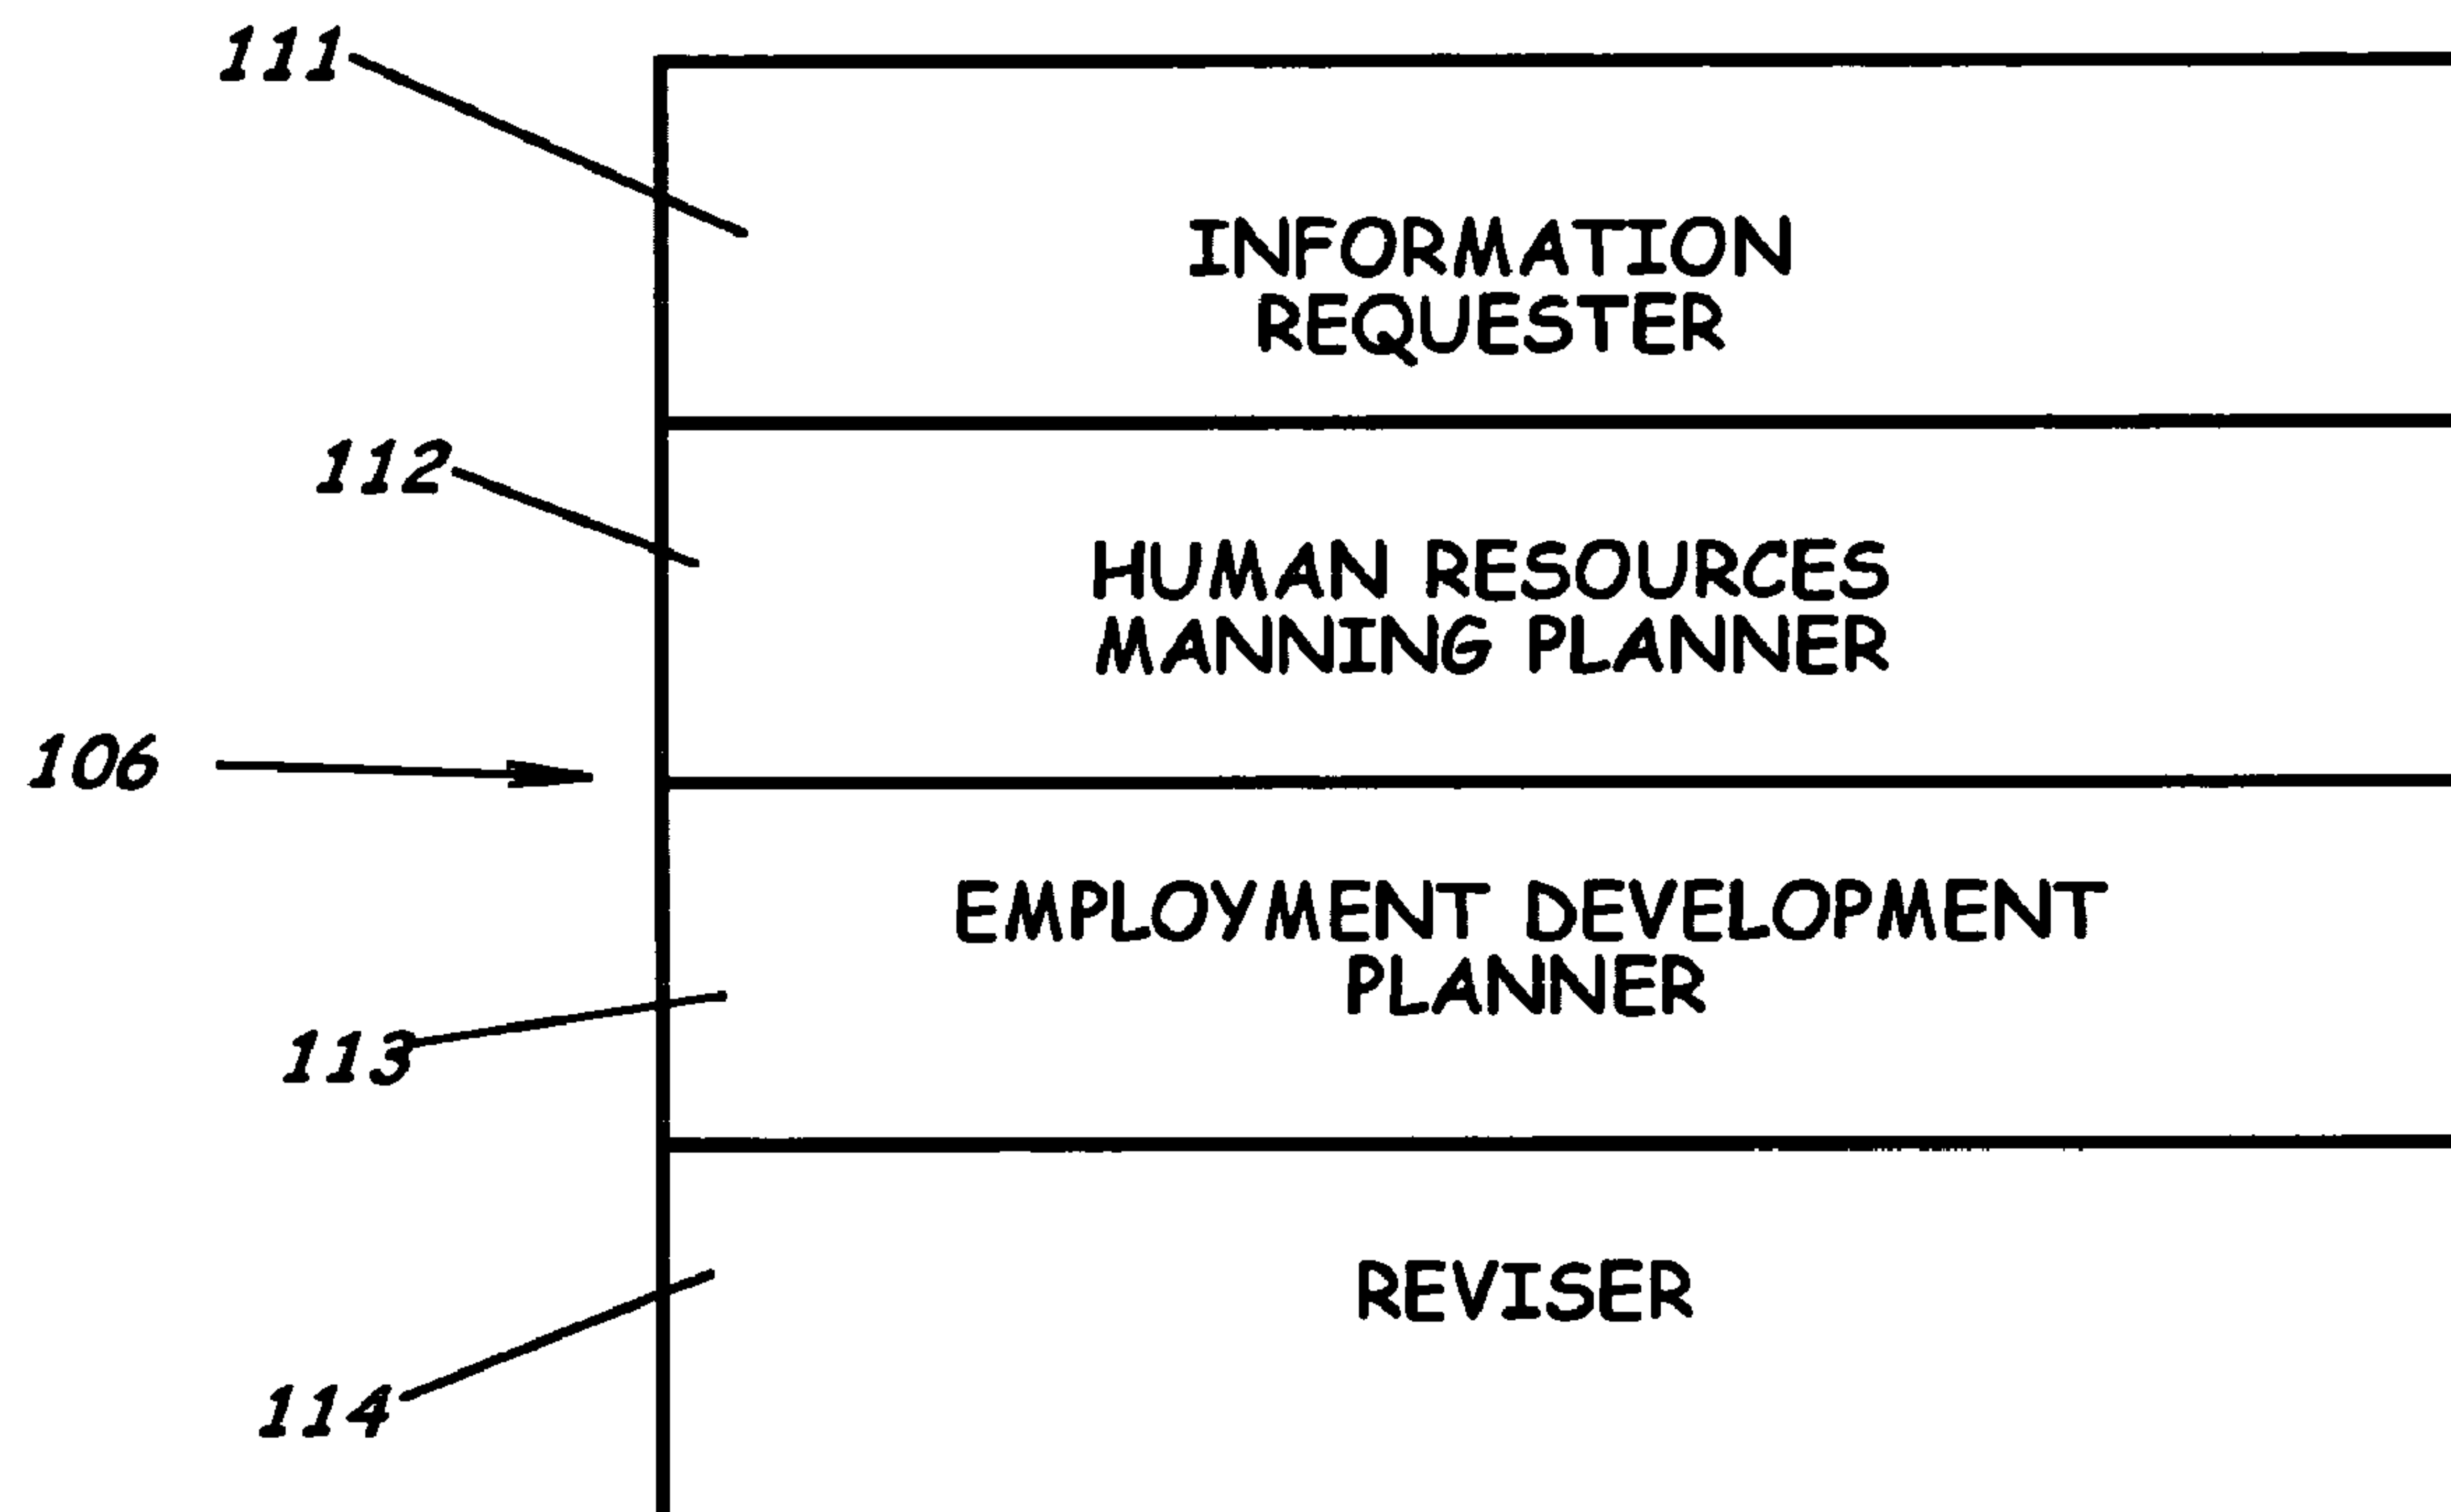 111
INFORMATION
REQUESTER
112
HUMAN RESOURCES
MANNING PLANNER
106
EMPLOYMENT DEVELOPMENT
PLANNER
113
REVISER
114